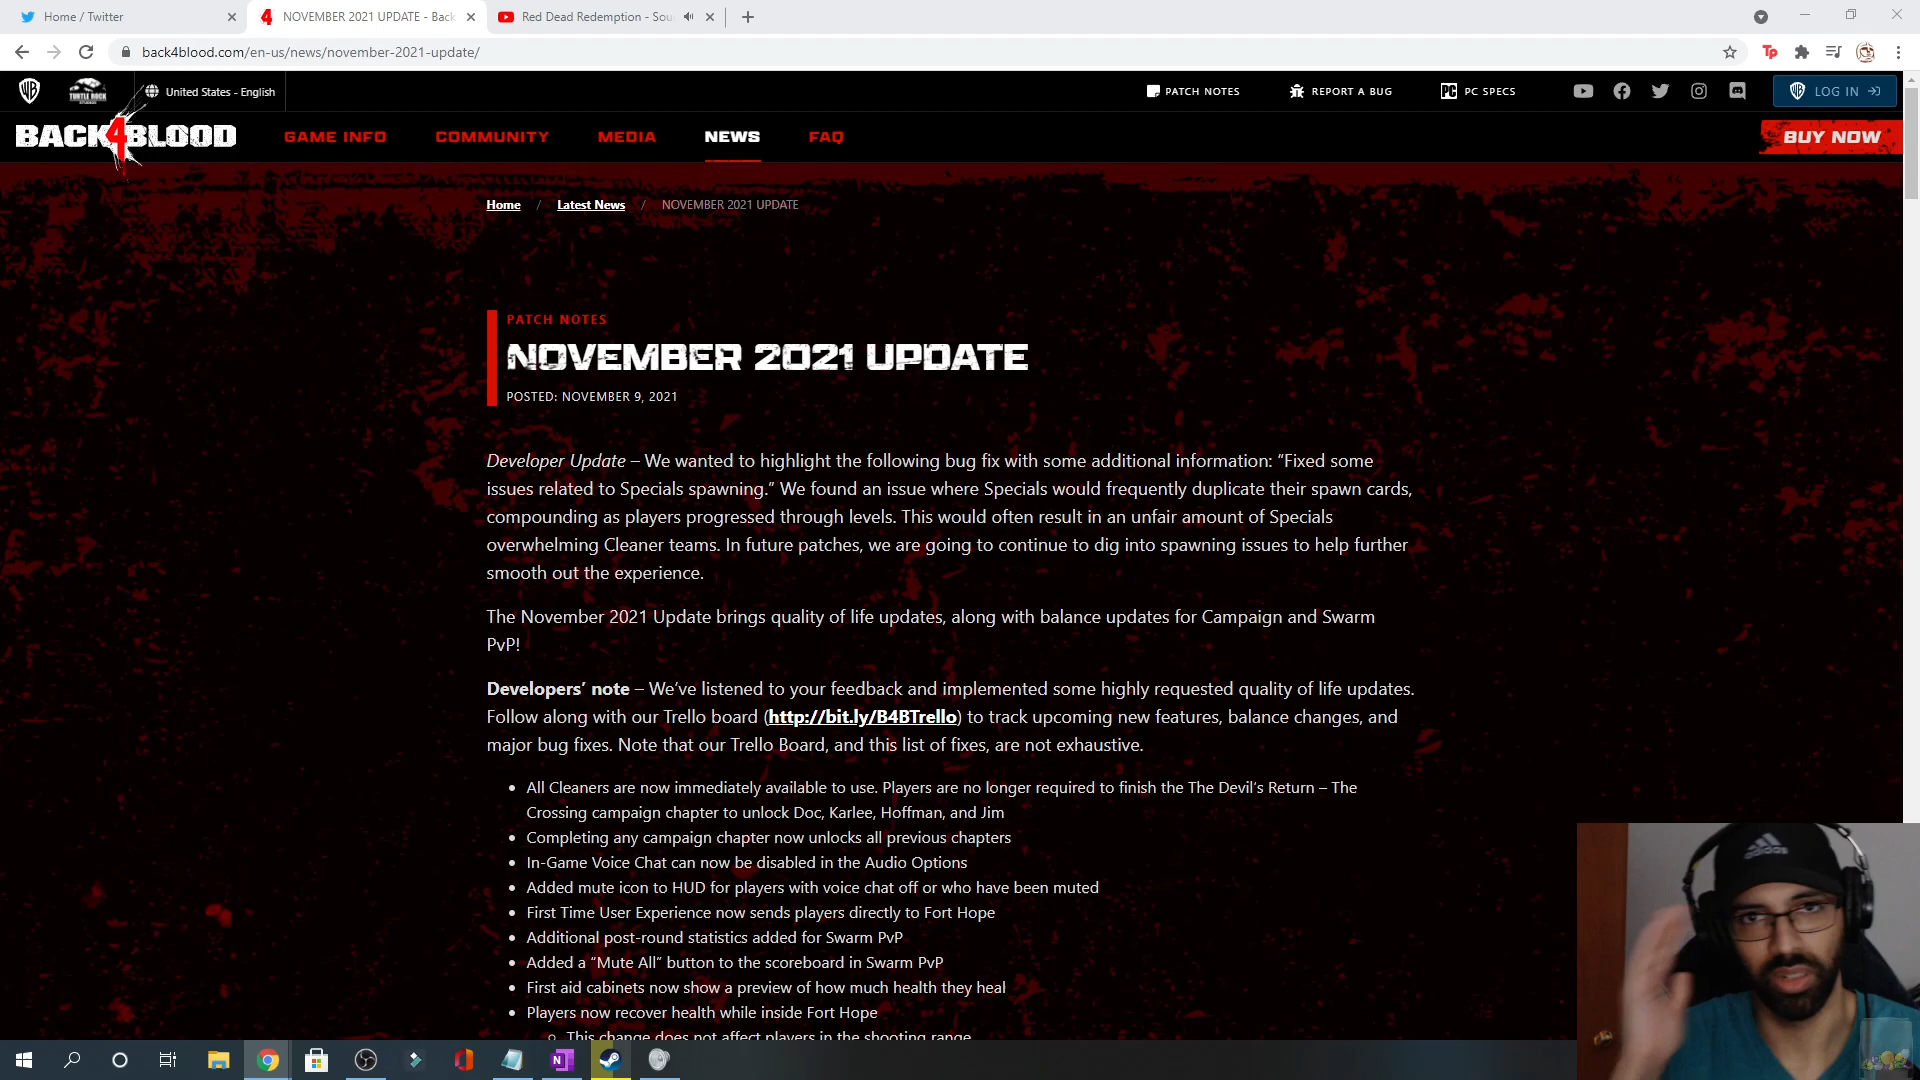 Home / Twitter
NOVEMBER 2021 UPDATE - Back
Red Dead Redemption - Sou
back4blood.com/en-us/news/november-2021-update/
United States - English
PATCH NOTES
REPORT A BUG
PC SPECS
LOG IN
BACK4BLOOD
GAME INFO
COMMUNITY
MEDIA
NEWS
FAQ
BUY NOW
Home / Latest News / NOVEMBER 2021 UPDATE
PATCH NOTES
NOVEMBER 2021 UPDATE
POSTED: NOVEMBER 9, 2021
Developer Update – We wanted to highlight the following bug fix with some additional information: “Fixed some
issues related to Specials spawning.” We found an issue where Specials would frequently duplicate their spawn cards,
compounding as players progressed through levels. This would often result in an unfair amount of Specials
overwhelming Cleaner teams. In future patches, we are going to continue to dig into spawning issues to help further
smooth out the experience.
The November 2021 Update brings quality of life updates, along with balance updates for Campaign and Swarm
PvP!
Developers’ note – We’ve listened to your feedback and implemented some highly requested quality of life updates.
Follow along with our Trello board (http://bit.ly/B4BTrello) to track upcoming new features, balance changes, and
major bug fixes. Note that our Trello Board, and this list of fixes, are not exhaustive.
• All Cleaners are now immediately available to use. Players are no longer required to finish the The Devil’s Return – The
Crossing campaign chapter to unlock Doc, Karlee, Hoffman, and Jim
• Completing any campaign chapter now unlocks all previous chapters
• In-Game Voice Chat can now be disabled in the Audio Options
• Added mute icon to HUD for players with voice chat off or who have been muted
• First Time User Experience now sends players directly to Fort Hope
• Additional post-round statistics added for Swarm PvP
• Added a “Mute All” button to the scoreboard in Swarm PvP
• First aid cabinets now show a preview of how much health they heal
• Players now recover health while inside Fort Hope
This change does not affect players in the shooting range